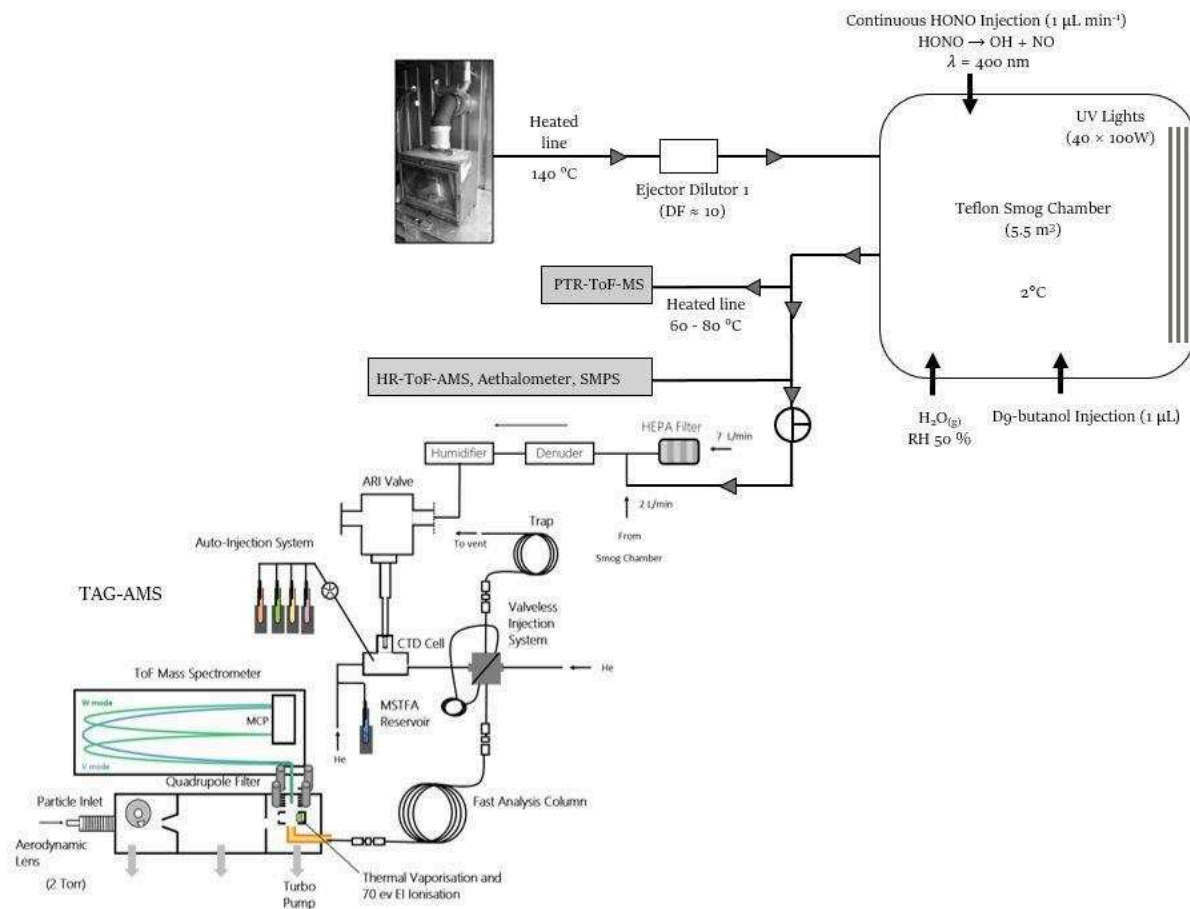 Continuous HONO Injection (1 µL min⁻¹)
HONO → OH + NO
λ = 400 nm
UV Lights
(40 × 100W)
Heated
line
140 °C
Ejector Dilutor 1
(DF ≈ 10)
Teflon Smog Chamber
(5.5 m³)
2°C
PTR-ToF-MS
Heated line
60 - 80 °C
HR-ToF-AMS, Aethalometer, SMPS
H₂O₍g₎
RH 50 %
D9-butanol Injection (1 µL)
HEPA Filter
7 L/min
Humidifier
Denuder
ARI Valve
2 L/min
From
Smog Chamber
Trap
To vent
Auto-Injection System
TAG-AMS
Valveless
Injection
System
CTD Cell
He
ToF Mass Spectrometer
W mode
MCP
V mode
MSTFA
Reservoir
He
Quadrupole Filter
Particle Inlet
Fast Analysis Column
Aerodynamic
Lens
(2 Torr)
Turbo
Pump
Thermal Vaporisation and
70 ev EI Ionisation